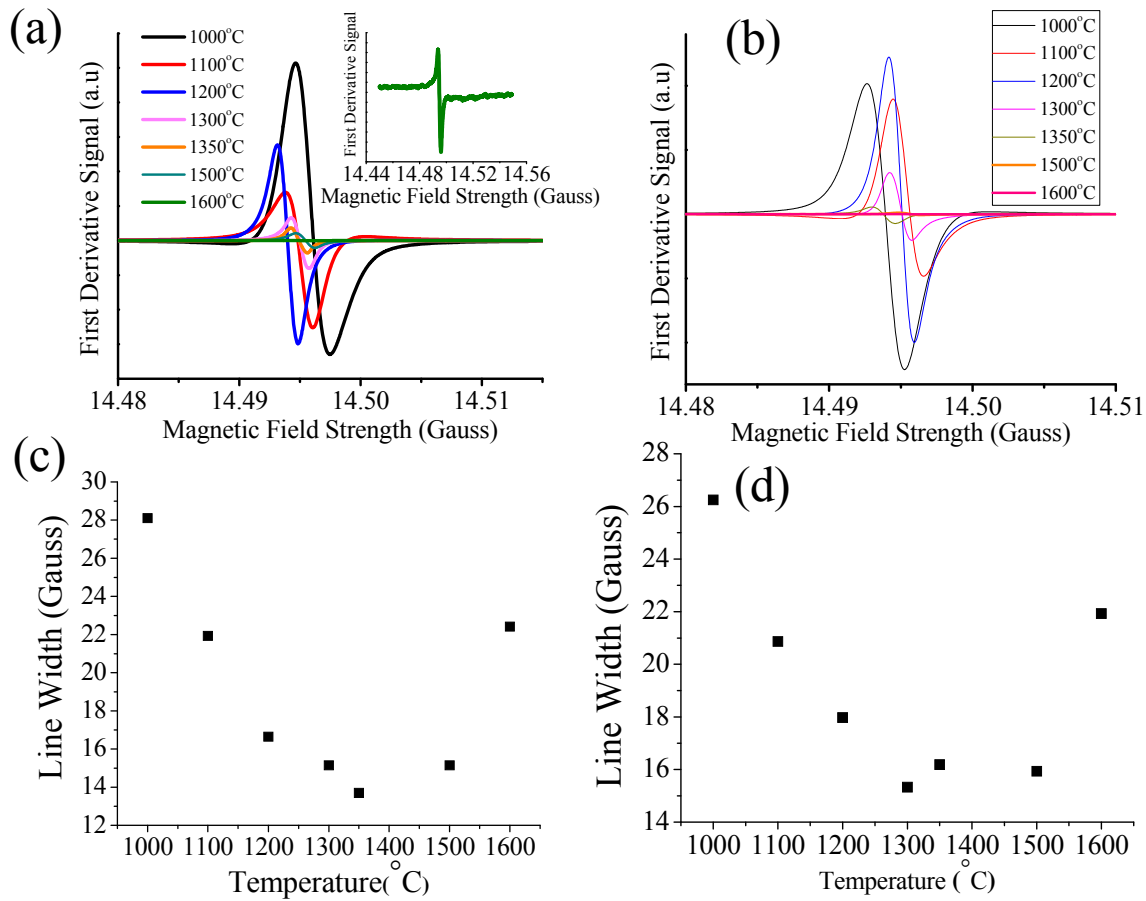 (a)
1000°C
1100°C
1200°C
1300°C
1350°C
1500°C
1600°C
First Derivative Signal (a.u)
14.44 14.48 14.52 14.56
Magnetic Field Strength (Gauss)
First Derivative Signal (a.u)
14.48 14.49 14.50 14.51
Magnetic Field Strength (Gauss)
(b)
1000°C
1100°C
1200°C
1300°C
1350°C
1500°C
1600°C
First Derivative Signal (a.u)
14.48 14.49 14.50 14.51
Magnetic Field Strength (Gauss)
(c)
30
28
26
24
22
20
18
16
14
12
Line Width (Gauss)
1000 1100 1200 1300 1400 1500 1600
Temperature(°C)
(d)
28
26
24
22
20
18
16
14
Line Width (Gauss)
1000 1100 1200 1300 1400 1500 1600
Temperature (°C)